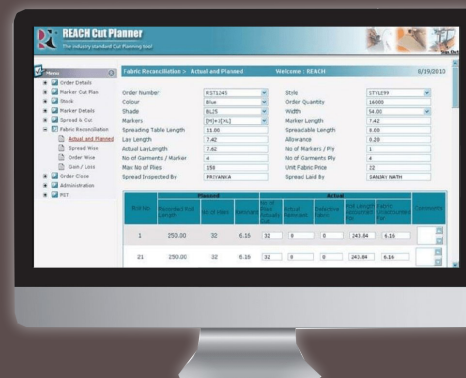 REACH Cut Planner
The industry standard Cut Planning tool
Sign Out
Menu
Fabric Reconciliation > Actual and Planned Welcome : REACH 8/19/2010
Order Details
Marker Cut Plan
Stock
Marker Details
Spread & Cut
Fabric Reconciliation
Actual and Planned
Spread Wise
Order Wise
Gain / Loss
Order Close
Administration
Order Number Style STYLE99
Colour Blue Order Quantity 16000
Shade BL25 Width 54.00
Markers Marker Length 7.42
Spreading Table Length 11.00 Spreadable Length
Lay Length 7.42 Allowance 0.20
Actual LayLength 7.62 No of Markers / Ply 1
No of Garments / Marker 4 No of Garments Ply 4
Max No of Plies 158 Unit Fabric Price 22
Spread Inspected By PRIYANKA Spread Laid By SANJAY NATH
Planned Actual
No of Plies Remnant Comments
1 250.00 32 6.16 32 0 0 243.84 6.16
21 250.00 32 6.16 32 0 0 243.84 6.16